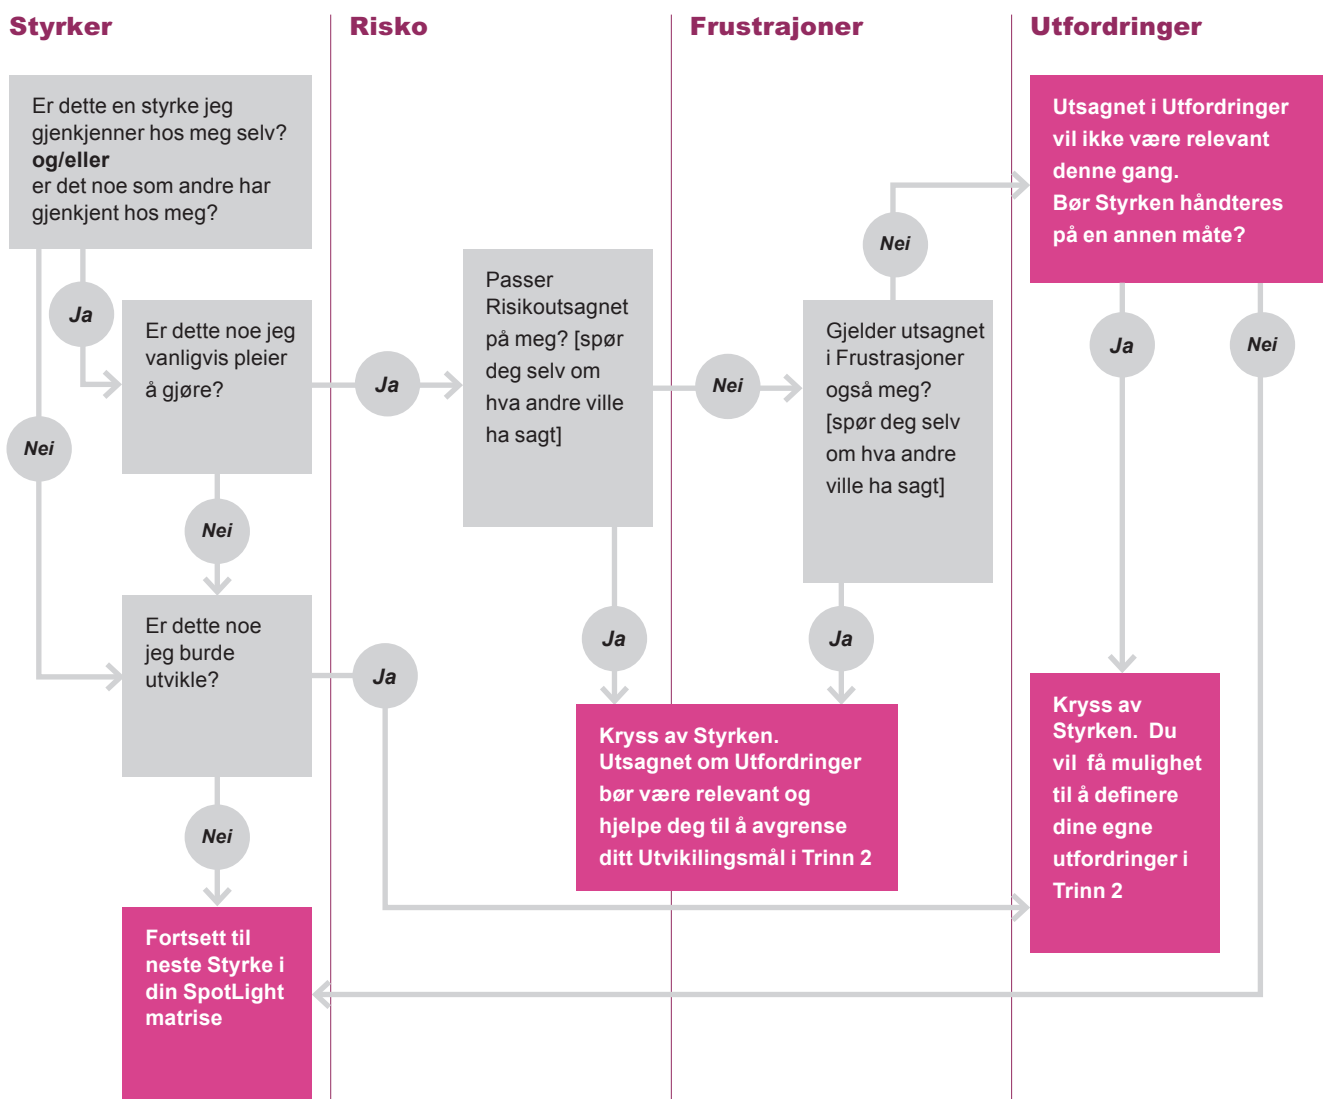 Styrker
Risko
Frustrajoner
Utfordringer
Er dette en styrke jeg
gjenkjenner hos meg selv?
og/eller
er det noe som andre har
gjenkjent hos meg?
Ja
Nei
Er dette noe jeg
vanligvis pleier
å gjøre?
Ja
Nei
Er dette noe
jeg burde
utvikle?
Ja
Nei
Fortsett til
neste Styrke i
din SpotLight
matrise
Passer
Risikoutsagnet
på meg? [spør
deg selv om
hva andre ville
ha sagt]
Nei
Ja
Gjelder utsagnet
i Frustrasjoner
også meg?
[spør deg selv
om hva andre
ville ha sagt]
Nei
Ja
Kryss av Styrken.
Utsagnet om Utfordringer
bør være relevant og
hjelpe deg til å avgrense
ditt Utvikilingsmål i Trinn 2
Utsagnet i Utfordringer
vil ikke være relevant
denne gang.
Bør Styrken håndteres
på en annen måte?
Ja
Nei
Kryss av
Styrken. Du
vil få mulighet
til å definere
dine egne
utfordringer i
Trinn 2